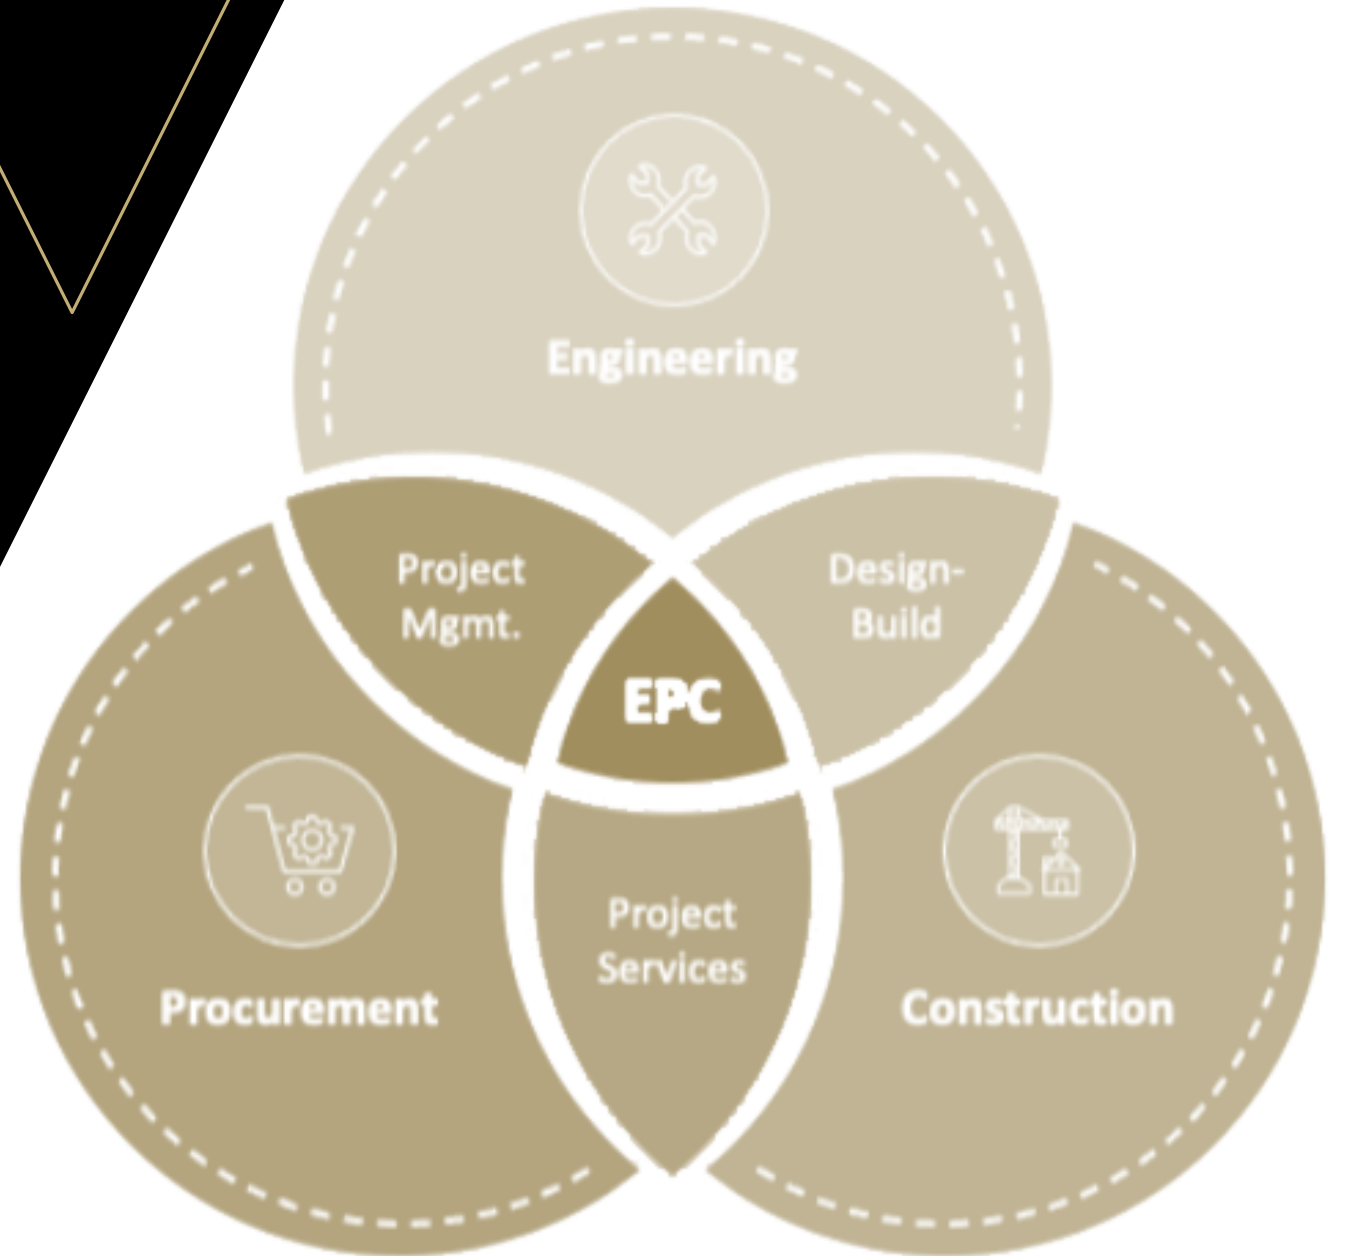 Engineering
Project
Mgmt.
Design-
Build
EPC
Project
Services
Procurement
Construction